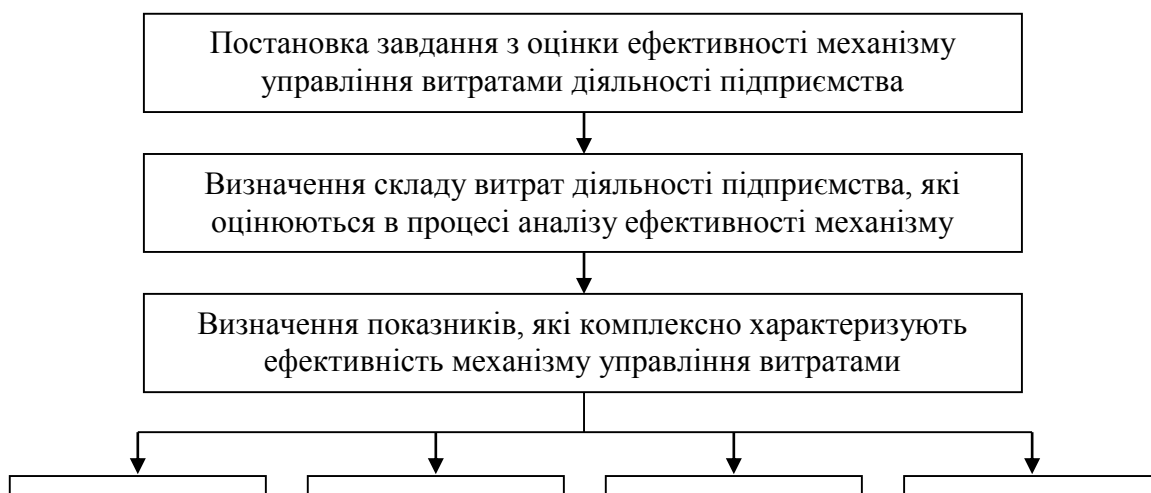 Постановка завдання з оцінки ефективності механізму
управління витратами діяльності підприємства
Визначення складу витрат діяльності підприємства, які
оцінюються в процесі аналізу ефективності механізму
Визначення показників, які комплексно характеризують
ефективність механізму управління витратами